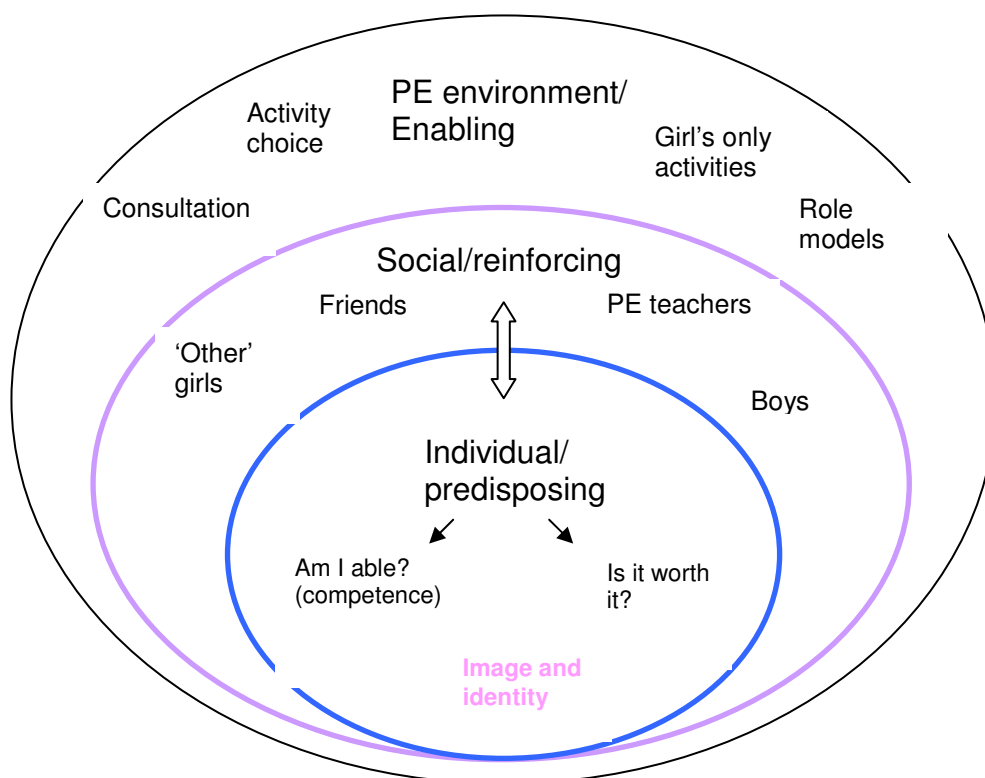 PE environment/
Enabling
Activity
choice
Girl's only
activities
Consultation
Role
models
Social/reinforcing
Friends
PE teachers
'Other'
girls
Boys
Individual/
predisposing
Am I able?
(competence)
Is it worth
it?
Image and
identity